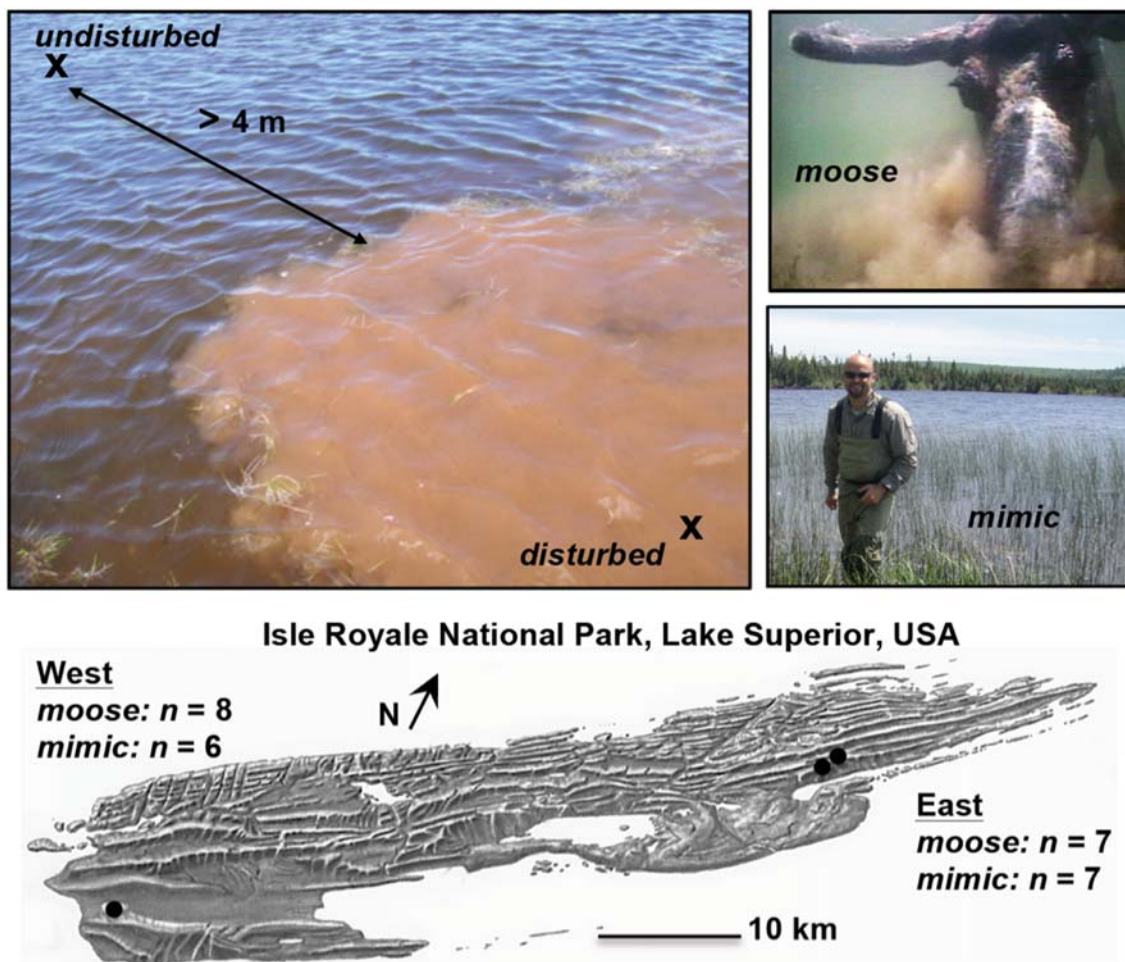 undisturbed
X
> 4 m
disturbed
X
moose
mimic
Isle Royale National Park, Lake Superior, USA
West
moose: n = 8
mimic: n = 6
N
East
moose: n = 7
mimic: n = 7
10 km